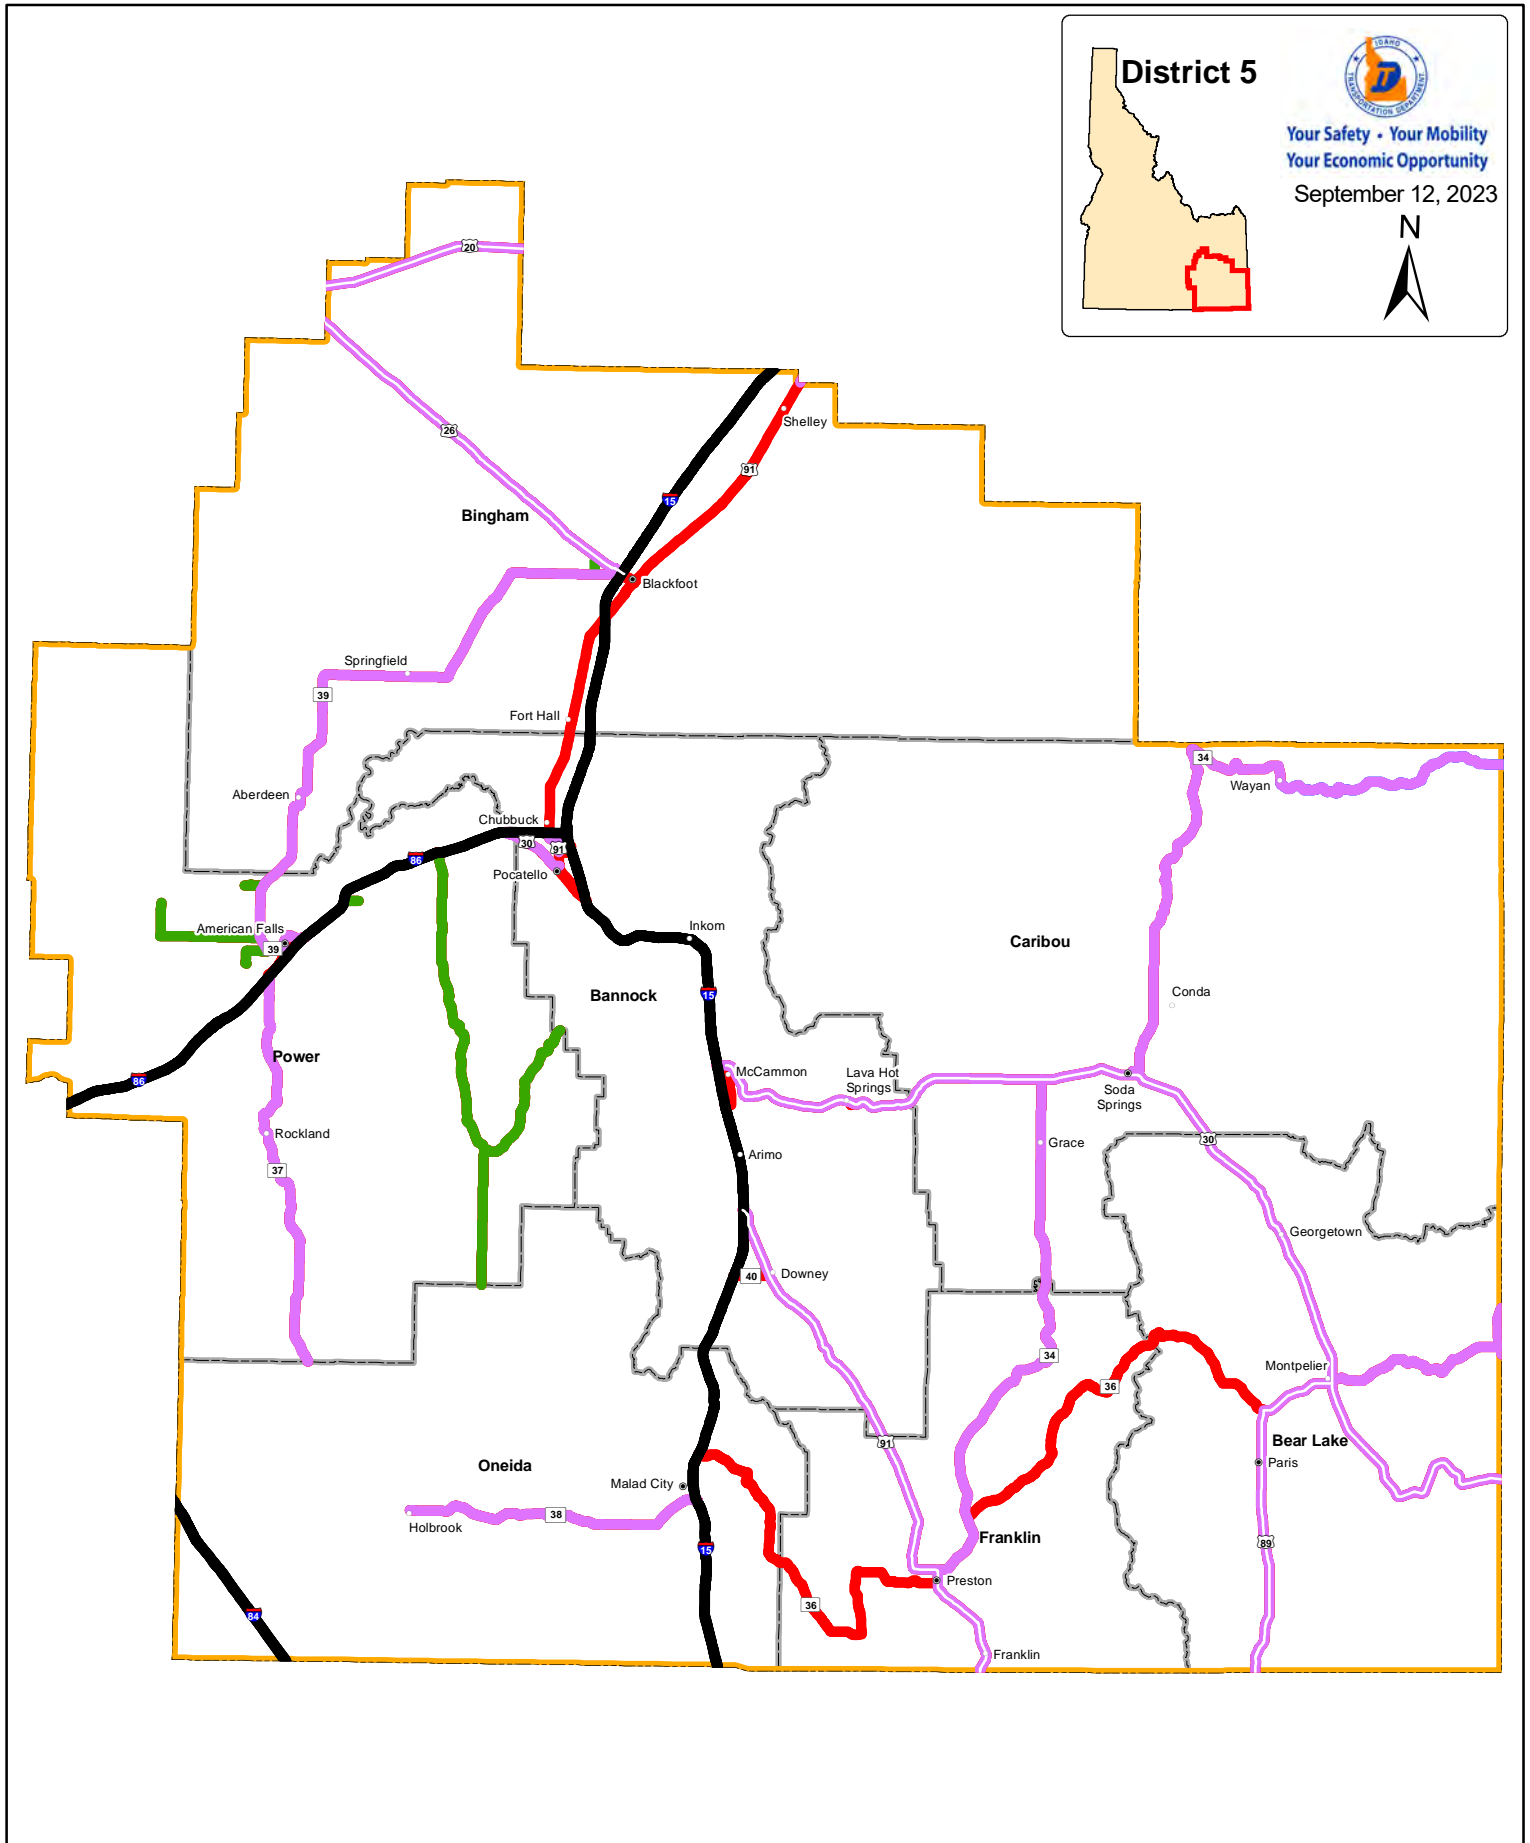 District 5
IDAHO
TRANSPORTATION DEPARTMENT
Your Safety • Your Mobility
Your Economic Opportunity
September 12, 2023
N
20
Shelley
26
91
15
Bingham
Blackfoot
Springfield
39
Fort Hall
34
Wayan
Aberdeen
Chubbuck
30
91
86
Pocatello
American Falls
39
Inkom
Caribou
Conda
15
Bannock
Power
86
McCammon
Lava Hot
Springs
Soda
Springs
Rockland
Grace
30
Arimo
37
Georgetown
40
Downey
34
Montpelier
36
91
Bear Lake
Oneida
Paris
Malad City
38
Holbrook
Franklin
89
15
Preston
36
84
Franklin